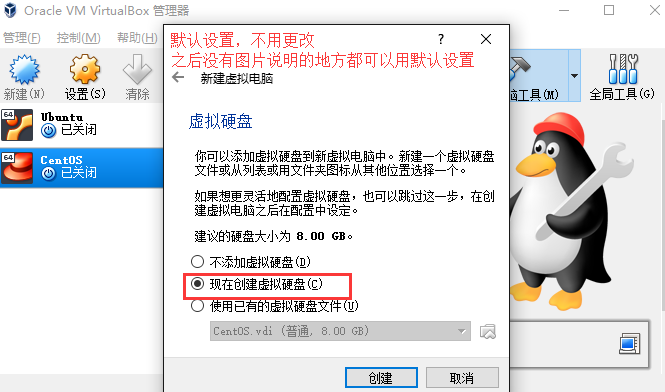 Oracle VM VirtualBox 管理器
管理(F) 控制(M) 帮助(H)
默认设置，不用更改
之后没有图片说明的地方都可以用默认设置
新建虚拟电脑
新建(N) 设置(S) 清除
脑工具(M) 全局工具(G)
64 Ubuntu
已关闭
64 CentOS
已关闭
虚拟硬盘
你可以添加虚拟硬盘到新虚拟电脑中。新建一个虚拟硬盘
文件或从列表或用文件夹图标从其他位置选择一个。
如果想更灵活地配置虚拟硬盘，也可以跳过这一步，在创
建虚拟电脑之后在配置中设定。
建议的硬盘大小为 8.00 GB。
不添加虚拟硬盘(D)
现在创建虚拟硬盘(C)
使用已有的虚拟硬盘文件(U)
CentOS.vdi (普通, 8.00 GB)
创建 取消